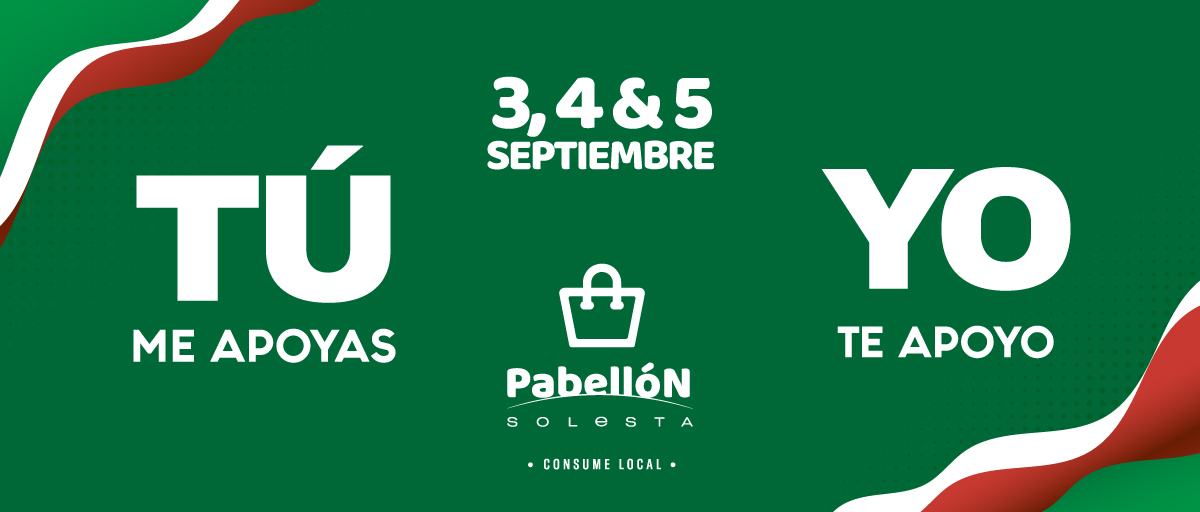 TÚ
ME APOYAS
3, 4 & 5
SEPTIEMBRE
PabellóN
SOLeSTA
• CONSUME LOCAL •
YO
TE APOYO